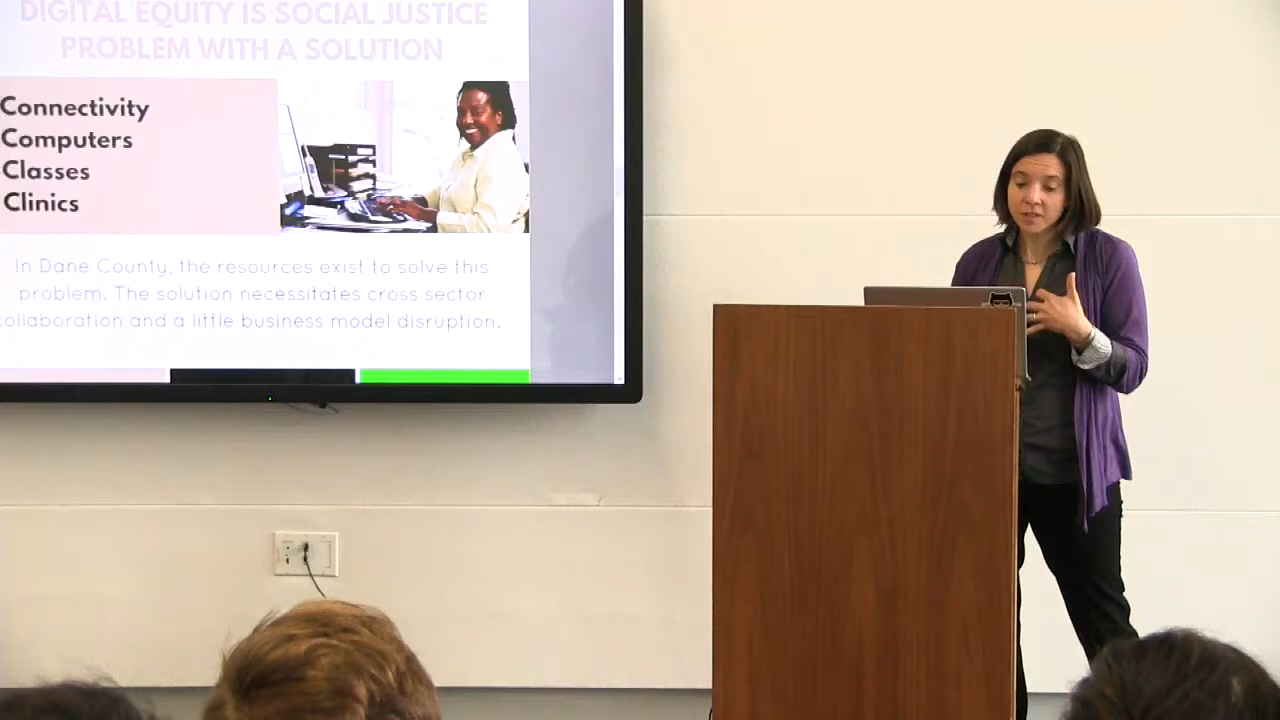 DIGITAL EQUITY IS SOCIAL JUSTICE
PROBLEM WITH A SOLUTION
Connectivity
Computers
Classes
Clinics
In Dane County, the resources exist to solve this
problem. The solution necessitates cross sector
collaboration and a little business model disruption.